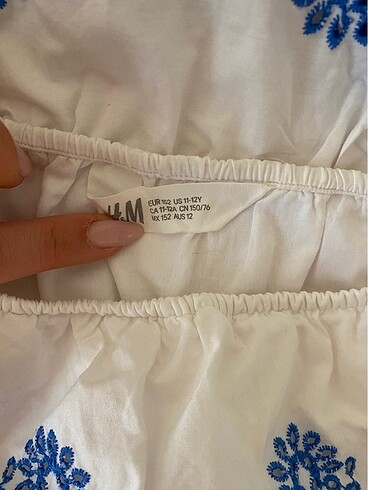 H&M
EUR 152 US 11-12Y
CA 11-12A CN 150/76
MX 152 AUS 12